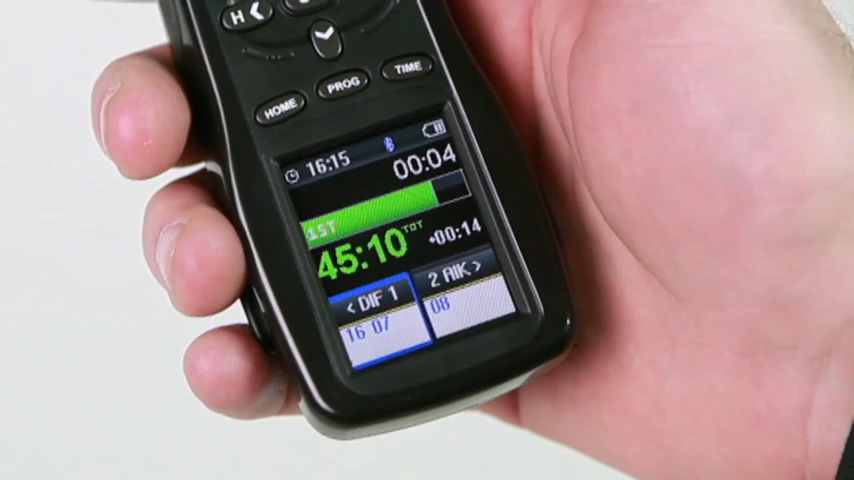 H <
HOME PROG TIME
16:15
00:04
1ST
45:10 TOT +00:14
< DIF 1 2 AIK >
16 07 08